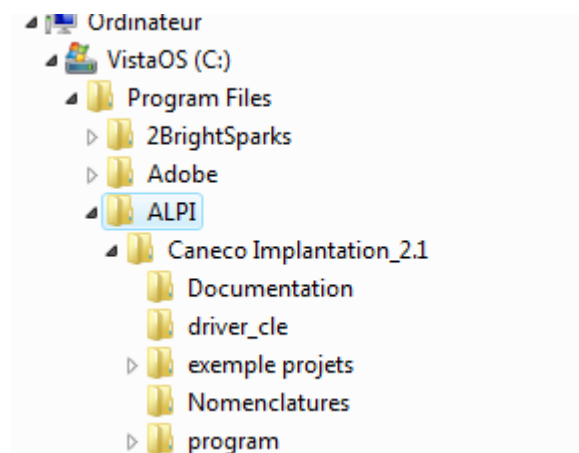 Ordinateur
VistaOS (C:)
Program Files
2BrightSparks
Adobe
ALPI
Caneco Implantation_2.1
Documentation
driver_cle
exemple projets
Nomenclatures
program